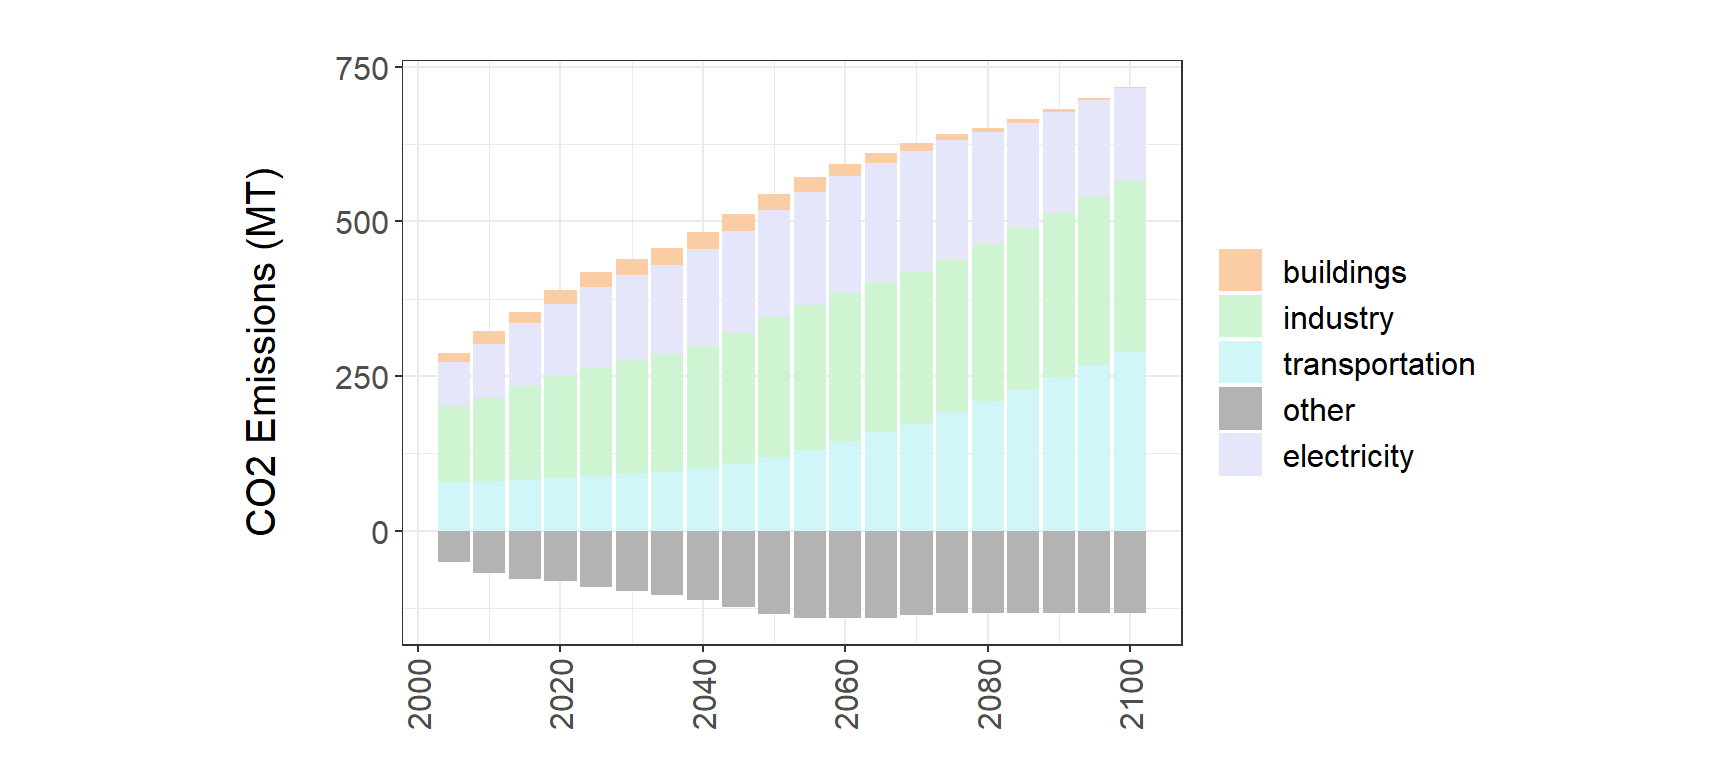 CO2 Emissions (MT)
750
500
250
0
2000
2020
2040
2060
2080
2100
buildings
industry
transportation
other
electricity